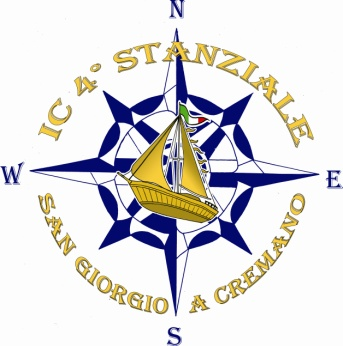 N
IC 4° STANZIALE
W
E
SAN GIORGIO A CREMANO
S